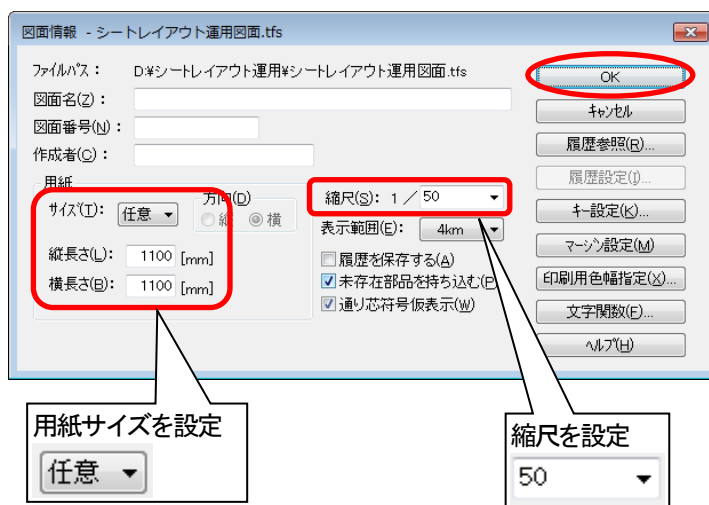 図面情報 - シートレイアウト運用図面.tfs
ﾌｧｲﾙﾊﾟｽ： D:¥シートレイアウト運用¥シートレイアウト運用図面.tfs
図面名(Z)：
図面番号(N)：
作成者(C)：
用紙
サイズ(T)： 任意
方向(D)
縦 横
縦長さ(L)： 1100 [mm]
横長さ(B)： 1100 [mm]
縮尺(S)： 1 ／ 50
表示範囲(E)： 4km
履歴を保存する(A)
未存在部品を持ち込む(P
通り芯符号仮表示(W)
OK
ｷｬﾝｾﾙ
履歴参照(R)...
履歴設定(I)...
ｷｰ設定(K)...
ﾏｰｼﾞﾝ設定(M)
印刷用色幅指定(X)...
文字関数(F)...
ﾍﾙﾌﾟ(H)
用紙サイズを設定
任意
縮尺を設定
50